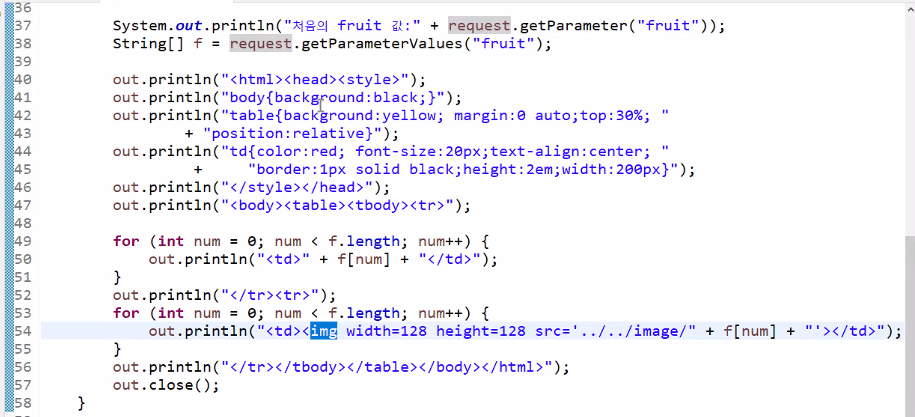 36
37 System.out.println("처음의 fruit 값:" + request.getParameter("fruit"));
38 String[] f = request.getParameterValues("fruit");
39
40 out.println("<html><head><style>");
41 out.println("body{background:black;}");
42 out.println("table{background:yellow; margin:0 auto;top:30%; "
43 + "position:relative}");
44 out.println("td{color:red; font-size:20px;text-align:center; "
45 + "border:1px solid black;height:2em;width:200px}");
46 out.println("</style></head>");
47 out.println("<body><table><tbody><tr>");
48
49 for (int num = 0; num < f.length; num++) {
50 out.println("<td>" + f[num] + "</td>");
51 }
52 out.println("</tr><tr>");
53 for (int num = 0; num < f.length; num++) {
54 out.println("<td><img width=128 height=128 src='../../image/" + f[num] + "'></td>");
55 }
56 out.println("</tr></tbody></table></body></html>");
57 out.close();
58 }